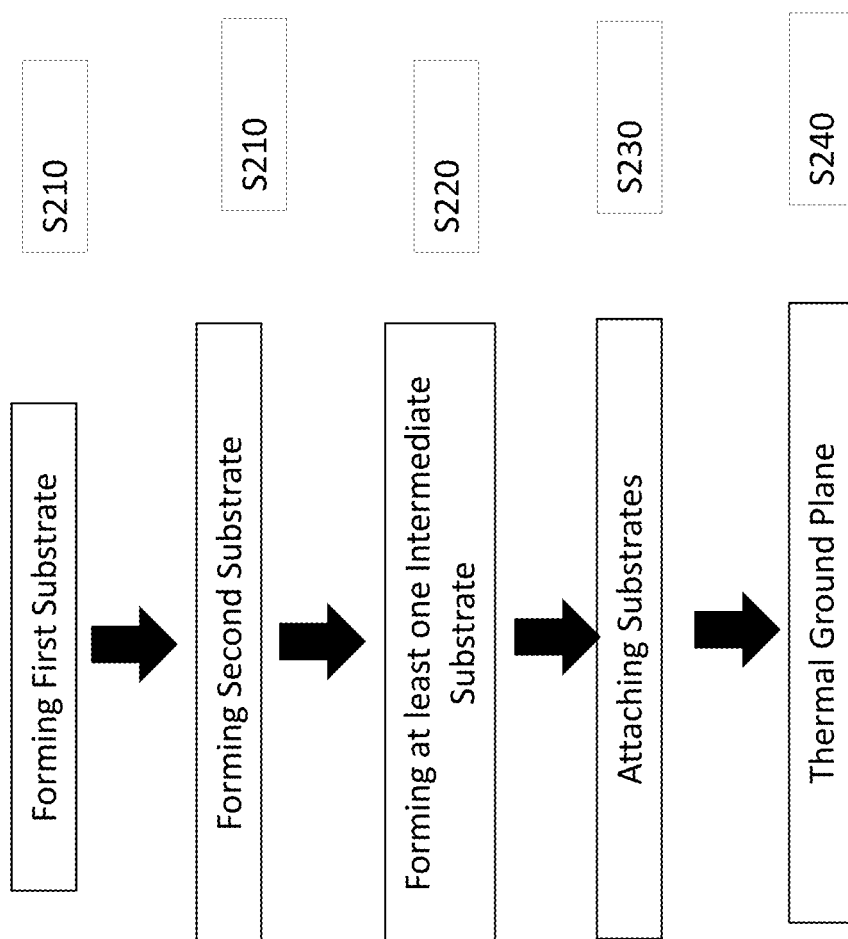 Forming First Substrate
S210
Forming Second Substrate
S210
Forming at least one Intermediate
Substrate
S220
Attaching Substrates
S230
Thermal Ground Plane
S240